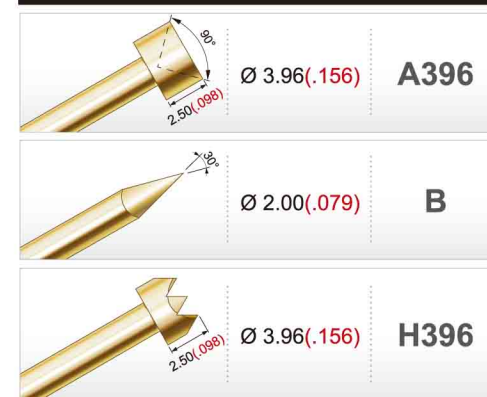 90°
2.50(.098)
Ø 3.96(.156)
A396
30°
Ø 2.00(.079)
B
2.50(.098)
Ø 3.96(.156)
H396